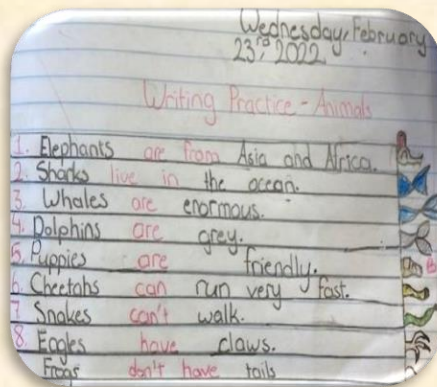 Wednesday, February
23rd, 2022
Writing Practice - Animals
1. Elephants are from Asia and Africa.
2. Sharks live in the ocean.
3. Whales are enormous.
4. Dolphins are grey.
5. Puppies are friendly.
6. Cheetahs can run very fast.
7. Snakes can't walk.
8. Eagles have claws.
Frogs don't have tails